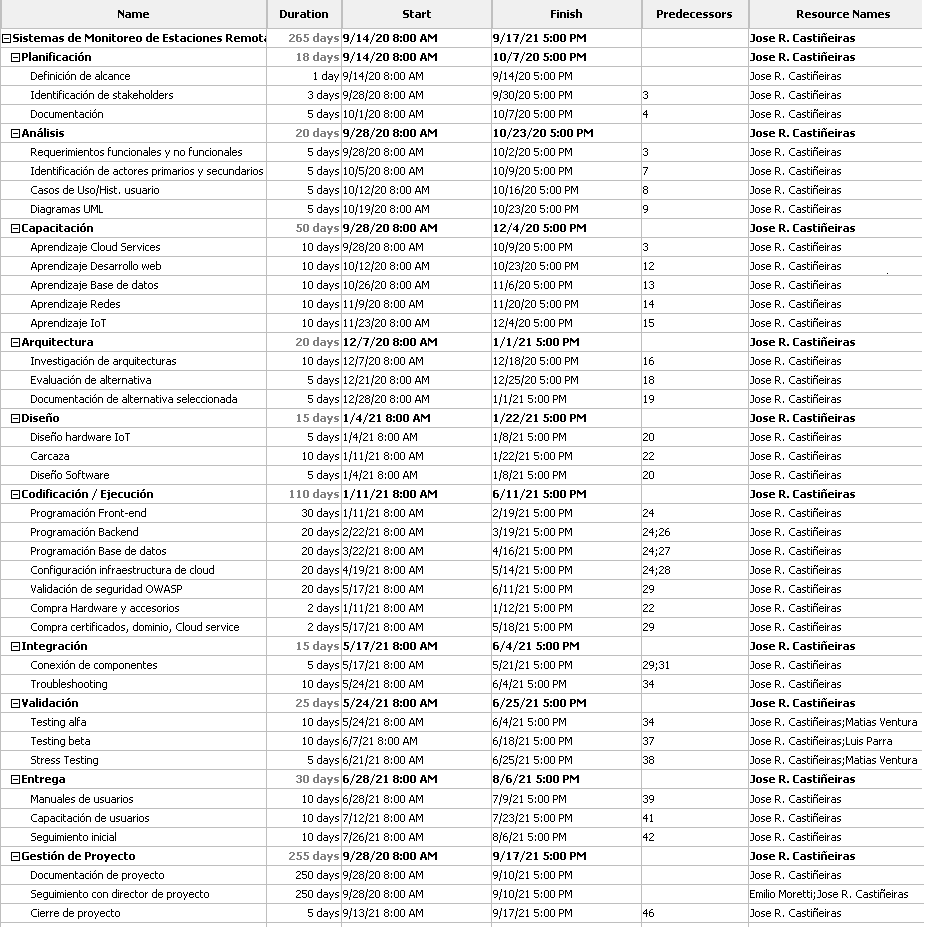 Name Duration Start Finish Predecessors Resource Names
Sistemas de Monitoreo de Estaciones Remota 265 days 9/14/20 8:00 AM 9/17/21 5:00 PM Jose R. Castiñeiras
Planificación 18 days 9/14/20 8:00 AM 10/7/20 5:00 PM Jose R. Castiñeiras
Definición de alcance 1 day 9/14/20 8:00 AM 9/14/20 5:00 PM Jose R. Castiñeiras
Identificación de stakeholders 3 days 9/28/20 8:00 AM 9/30/20 5:00 PM 3 Jose R. Castiñeiras
Documentación 5 days 10/1/20 8:00 AM 10/7/20 5:00 PM 4 Jose R. Castiñeiras
Análisis 20 days 9/28/20 8:00 AM 10/23/20 5:00 PM Jose R. Castiñeiras
Requerimientos funcionales y no funcionales 5 days 9/28/20 8:00 AM 10/2/20 5:00 PM 3 Jose R. Castiñeiras
Identificación de actores primarios y secundarios 5 days 10/5/20 8:00 AM 10/9/20 5:00 PM 7 Jose R. Castiñeiras
Casos de Uso/Hist. usuario 5 days 10/12/20 8:00 AM 10/16/20 5:00 PM 8 Jose R. Castiñeiras
Diagramas UML 5 days 10/19/20 8:00 AM 10/23/20 5:00 PM 9 Jose R. Castiñeiras
Capacitación 50 days 9/28/20 8:00 AM 12/4/20 5:00 PM Jose R. Castiñeiras
Aprendizaje Cloud Services 10 days 9/28/20 8:00 AM 10/9/20 5:00 PM 3 Jose R. Castiñeiras
Aprendizaje Desarrollo web 10 days 10/12/20 8:00 AM 10/23/20 5:00 PM 12 Jose R. Castiñeiras
Aprendizaje Base de datos 10 days 10/26/20 8:00 AM 11/6/20 5:00 PM 13 Jose R. Castiñeiras
Aprendizaje Redes 10 days 11/9/20 8:00 AM 11/20/20 5:00 PM 14 Jose R. Castiñeiras
Aprendizaje IoT 10 days 11/23/20 8:00 AM 12/4/20 5:00 PM 15 Jose R. Castiñeiras
Arquitectura 20 days 12/7/20 8:00 AM 1/1/21 5:00 PM Jose R. Castiñeiras
Investigación de arquitecturas 10 days 12/7/20 8:00 AM 12/18/20 5:00 PM 16 Jose R. Castiñeiras
Evaluación de alternativa 5 days 12/21/20 8:00 AM 12/25/20 5:00 PM 18 Jose R. Castiñeiras
Documentación de alternativa seleccionada 5 days 12/28/20 8:00 AM 1/1/21 5:00 PM 19 Jose R. Castiñeiras
Diseño 15 days 1/4/21 8:00 AM 1/22/21 5:00 PM Jose R. Castiñeiras
Diseño hardware IoT 5 days 1/4/21 8:00 AM 1/8/21 5:00 PM 20 Jose R. Castiñeiras
Carcaza 10 days 1/11/21 8:00 AM 1/22/21 5:00 PM 22 Jose R. Castiñeiras
Diseño Software 5 days 1/4/21 8:00 AM 1/8/21 5:00 PM 20 Jose R. Castiñeiras
Codificación / Ejecución 110 days 1/11/21 8:00 AM 6/11/21 5:00 PM Jose R. Castiñeiras
Programación Front-end 30 days 1/11/21 8:00 AM 2/19/21 5:00 PM 24 Jose R. Castiñeiras
Programación Backend 20 days 2/22/21 8:00 AM 3/19/21 5:00 PM 24;26 Jose R. Castiñeiras
Programación Base de datos 20 days 3/22/21 8:00 AM 4/16/21 5:00 PM 24;27 Jose R. Castiñeiras
Configuración infraestructura de cloud 20 days 4/19/21 8:00 AM 5/14/21 5:00 PM 24;28 Jose R. Castiñeiras
Validación de seguridad OWASP 20 days 5/17/21 8:00 AM 6/11/21 5:00 PM 29 Jose R. Castiñeiras
Compra Hardware y accesorios 2 days 1/11/21 8:00 AM 1/12/21 5:00 PM 22 Jose R. Castiñeiras
Compra certificados, dominio, Cloud service 2 days 5/17/21 8:00 AM 5/18/21 5:00 PM 29 Jose R. Castiñeiras
Integración 15 days 5/17/21 8:00 AM 6/4/21 5:00 PM Jose R. Castiñeiras
Conexión de componentes 5 days 5/17/21 8:00 AM 5/21/21 5:00 PM 29;31 Jose R. Castiñeiras
Troubleshooting 10 days 5/24/21 8:00 AM 6/4/21 5:00 PM 34 Jose R. Castiñeiras
Validación 25 days 5/24/21 8:00 AM 6/25/21 5:00 PM Jose R. Castiñeiras
Testing alfa 10 days 5/24/21 8:00 AM 6/4/21 5:00 PM 34 Jose R. Castiñeiras;Matias Ventura
Testing beta 10 days 6/7/21 8:00 AM 6/18/21 5:00 PM 37 Jose R. Castiñeiras;Luis Parra
Stress Testing 5 days 6/21/21 8:00 AM 6/25/21 5:00 PM 38 Jose R. Castiñeiras;Matias Ventura
Entrega 30 days 6/28/21 8:00 AM 8/6/21 5:00 PM Jose R. Castiñeiras
Manuales de usuarios 10 days 6/28/21 8:00 AM 7/9/21 5:00 PM 39 Jose R. Castiñeiras
Capacitación de usuarios 10 days 7/12/21 8:00 AM 7/23/21 5:00 PM 41 Jose R. Castiñeiras
Seguimiento inicial 10 days 7/26/21 8:00 AM 8/6/21 5:00 PM 42 Jose R. Castiñeiras
Gestión de Proyecto 255 days 9/28/20 8:00 AM 9/17/21 5:00 PM Jose R. Castiñeiras
Documentación de proyecto 250 days 9/28/20 8:00 AM 9/10/21 5:00 PM Jose R. Castiñeiras
Seguimiento con director de proyecto 250 days 9/28/20 8:00 AM 9/10/21 5:00 PM Emilio Moretti;Jose R. Castiñeiras
Cierre de proyecto 5 days 9/13/21 8:00 AM 9/17/21 5:00 PM 46 Jose R. Castiñeiras